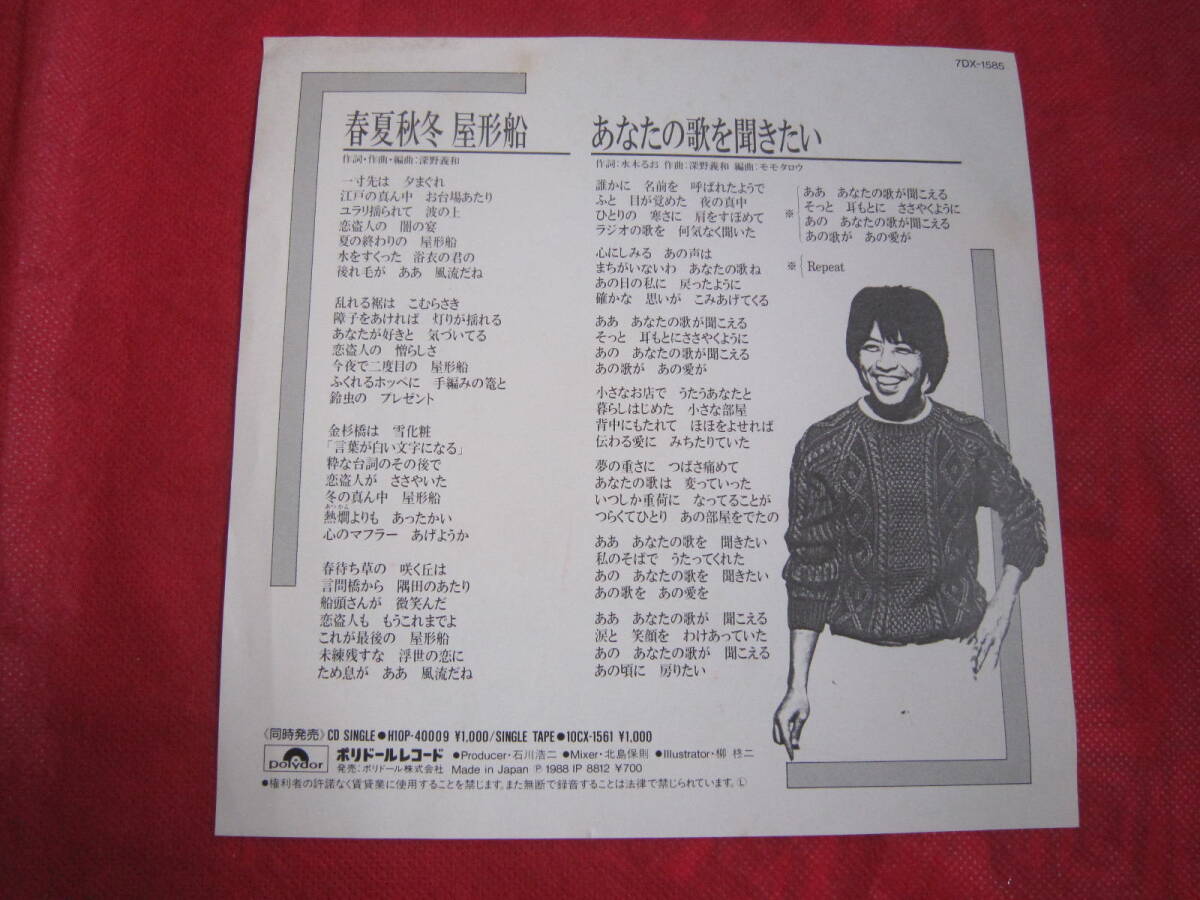 7DX-1585
春夏秋冬 屋形船
作詞・作曲・編曲:深野義和
一寸先は 夕まぐれ
江戸の真ん中 お台場あたり
ユラリ揺られて 波の上
恋盗人の 闇の宴
夏の終わりの 屋形船
水をすくった 浴衣の君の
後れ毛が ああ 風流だね
乱れる裾は こむらさき
障子をあければ 灯りが揺れる
あなたが好きと 気づいてる
恋盗人の 憎らしさ
今夜で二度目の 屋形船
ふくれるホッペに 手編みの篭と
鈴虫の プレゼント
金杉橋は 雪化粧
「言葉が白い文字になる」
粋な台詞のその後で
恋盗人が ささやいた
冬の真ん中 屋形船
あつかん
熱燗よりも あったかい
心のマフラー あげようか
春待ち草の 咲く丘は
言問橋から 隅田のあたり
船頭さんが 微笑んだ
恋盗人も もうこれまでよ
これが最後の 屋形船
未練残すな 浮世の恋に
ため息が ああ 風流だね
あなたの歌を聞きたい
作詞:水木るお 作曲:深野義和 編曲:モモタロウ
誰かに 名前を 呼ばれたようで
ふと 目が覚めた 夜の真中
ひとりの 寒さに 肩をすぼめて
ラジオの歌を 何気なく聞いた
心にしみる あの声は
まちがいないわ あなたの歌ね
あの日の私に 戻ったように
確かな 思いが こみあげてくる
ああ あなたの歌が聞こえる
そっと 耳もとにささやくように
あの あなたの歌が聞こえる
あの歌が あの愛が
小さなお店で うたうあなたと
暮らしはじめた 小さな部屋
背中にもたれて ほほをよせれば
伝わる愛に みちたりていた
夢の重さに つばさ痛めて
あなたの歌は 変っていった
いつしか重荷に なってることが
つらくてひとり あの部屋をでたの
ああ あなたの歌を 聞きたい
私のそばで うたってくれた
あの あなたの歌を 聞きたい
あの歌を あの愛を
ああ あなたの歌が 聞こえる
涙と 笑顔を わけあっていた
あの あなたの歌が 聞こえる
あの頃に 房りたい
ああ あなたの歌が聞こえる
そっと 耳もとに ささやくように
※
あの あなたの歌が聞こえる
あの歌が あの愛が
※ Repeat
〈同時発売〉CD SINGLE●H10P-40009 ¥1,000/SINGLE TAPE●10CX-1561 ¥1,000
polydor ポリドールレコード ●Producer・石川浩二 ●Mixer・北島保則 ●Illustrator・柳 柊二
発売:ポリドール株式会社 Made in Japan Ⓟ1988 IP 8812 ¥700
●権利者の許諾なく賃貸業に使用することを禁じます。また無断で録音することは法律で禁じられています。Ⓛ